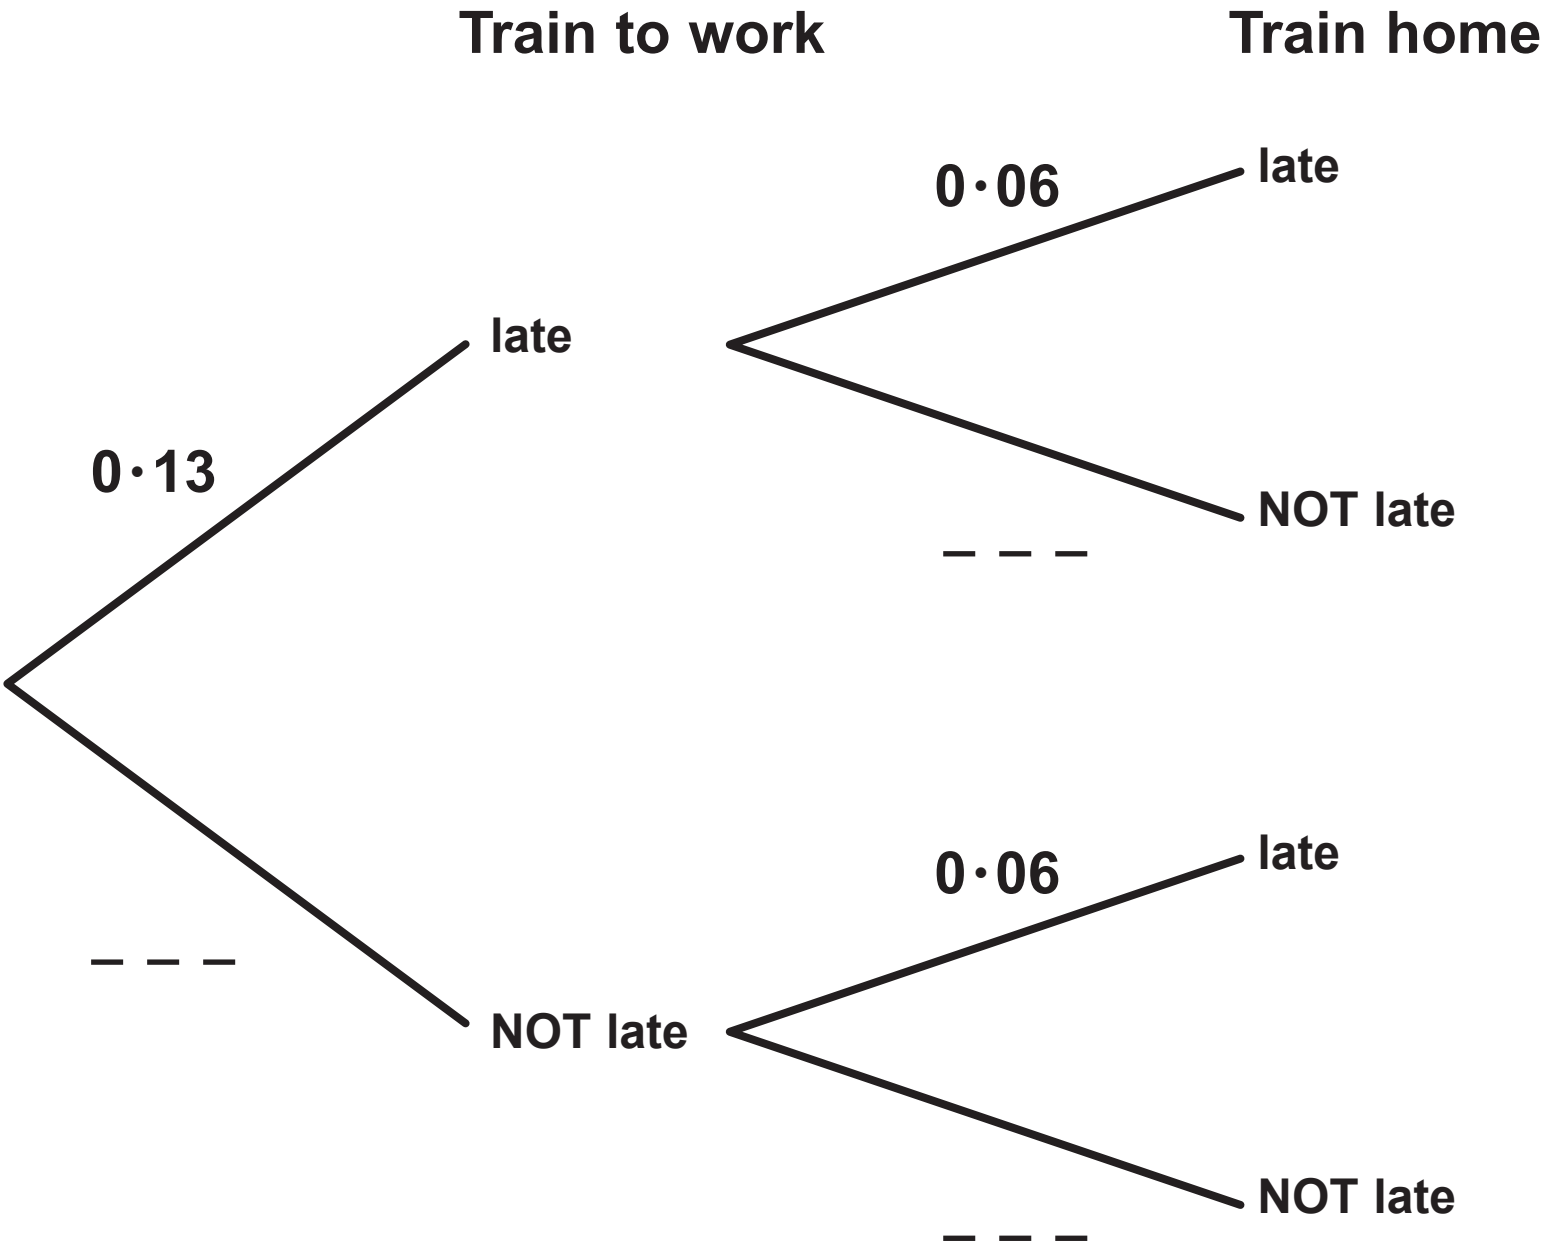 Train to work Train home
0·06 late
late
0·13
NOT late
_ _ _
0·06 late
_ _ _
NOT late
NOT late
_ _ _